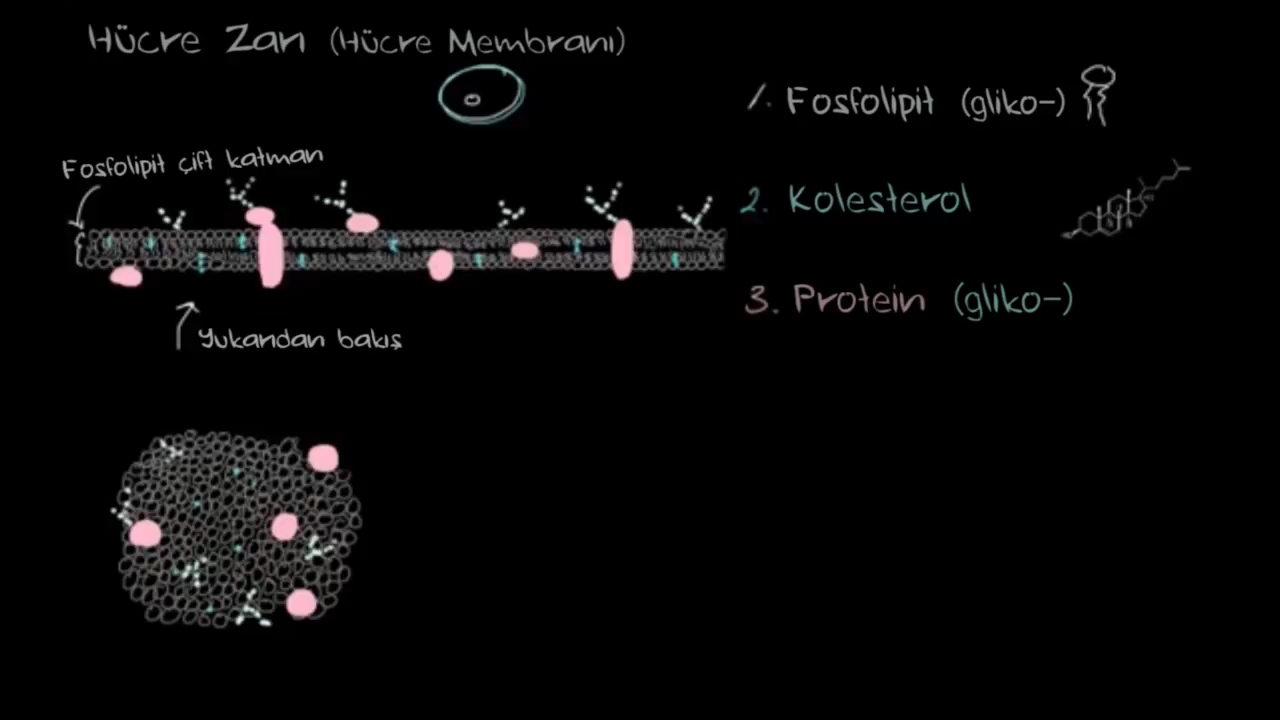 Hücre Zarı (Hücre Membranı)
1. Fosfolipit (gliko-)
Fosfolipit çift katman
2. Kolesterol
3. Protein (gliko-)
Yukarıdan bakış